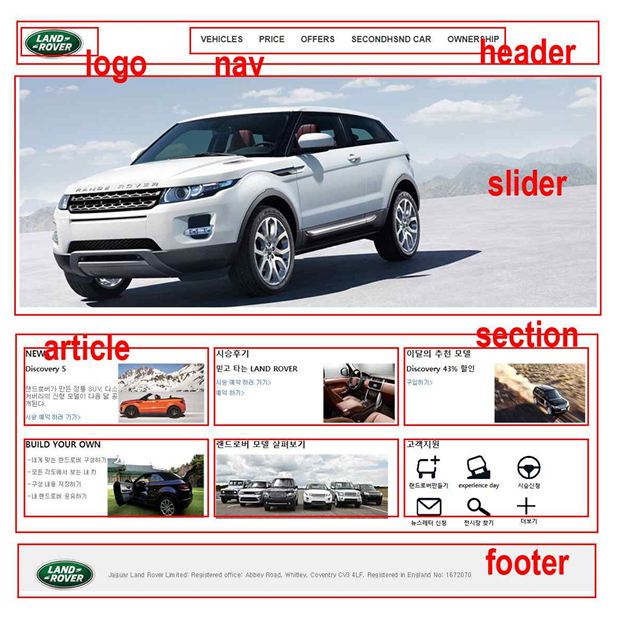 LAND
ROVER
logo
VEHICLES PRICE OFFERS SECONDHSND CAR OWNERSHIP
nav
header
RANGE ROVER
slider
article
section
NEW
Discovery 5
랜드로버가 만든 정통 SUV, 디스
커버리의 신형 모델이 다음 달 공
개된다.
시승 예약 하러 가기>
시승후기
믿고 타는 LAND ROVER
시승 예약 하러 가기>
예약 하기>
이달의 추천 모델
Discovery 43% 할인
구입하기>
BUILD YOUR OWN
- 내게 맞는 랜드로버 구상하기
- 모든 각도에서 보는 내 차
- 구상 내용 저장하기
- 내 랜드로버 공유하기
랜드로버 모델 살펴보기
고객지원
랜드로버만들기 experience day 시승신청
뉴스레터 신청 전시장 찾기 더보기
footer
LAND
ROVER
Jaguar Land Rover Limited: Registered office: Abbey Road, Whitley, Coventry CV3 4LF. Registered in England No: 1672070